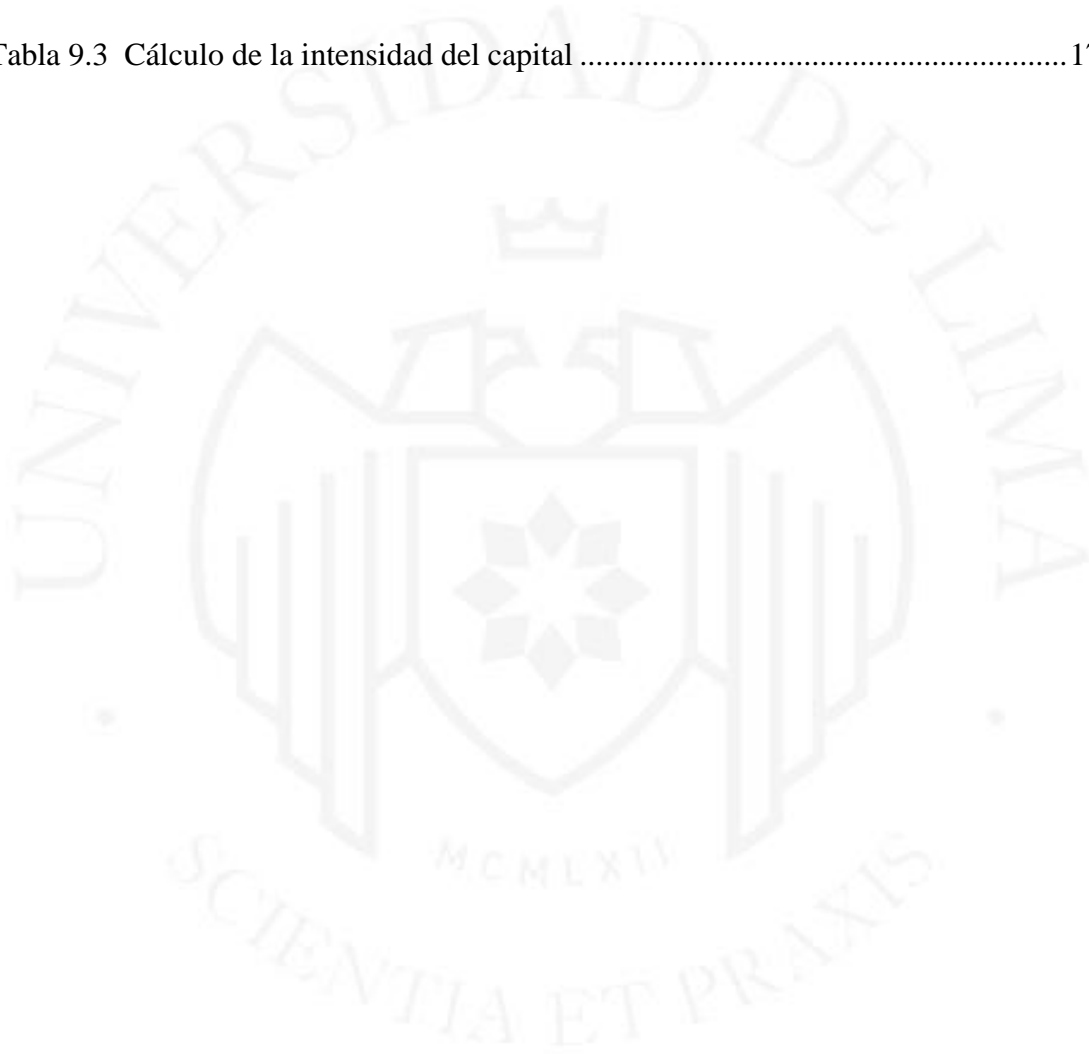 Tabla 9.3  Cálculo de la intensidad del capital ..............................................................1
UNIVERSIDAD DE LIMA
MCMLXII
SCIENTIA ET PRAXIS